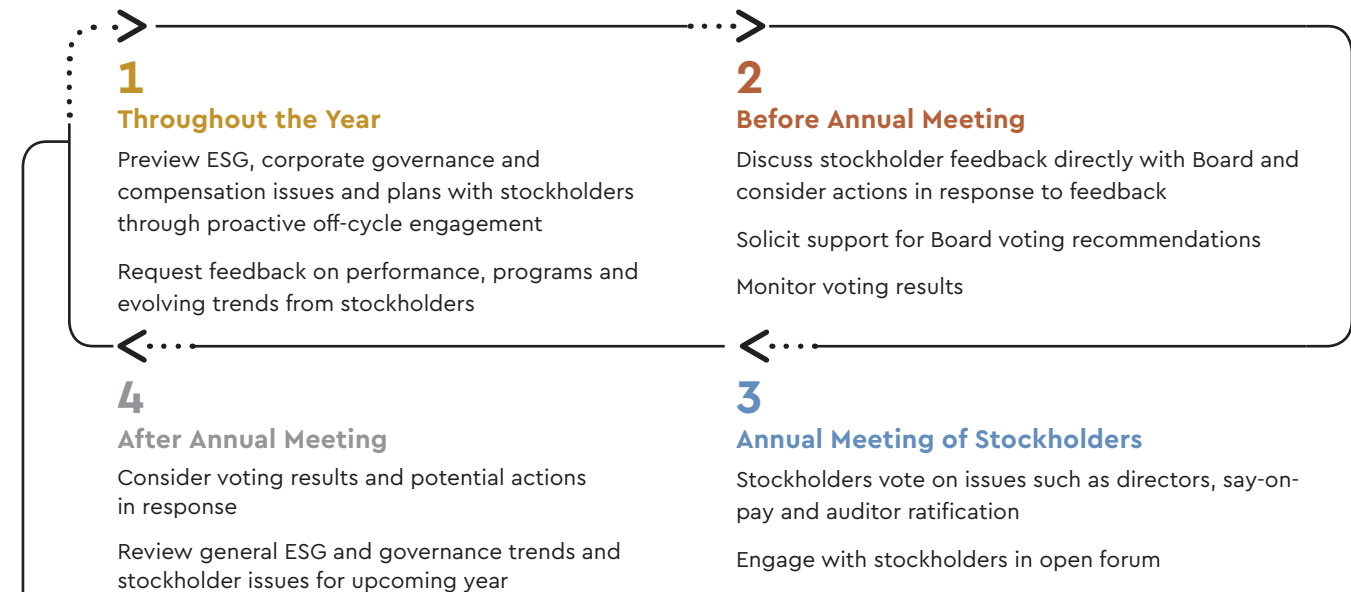 1
Throughout the Year
Preview ESG, corporate governance and
compensation issues and plans with stockholders
through proactive off-cycle engagement
Request feedback on performance, programs and
evolving trends from stockholders
2
Before Annual Meeting
Discuss stockholder feedback directly with Board and
consider actions in response to feedback
Solicit support for Board voting recommendations
Monitor voting results
3
Annual Meeting of Stockholders
Stockholders vote on issues such as directors, say-on-
pay and auditor ratification
Engage with stockholders in open forum
4
After Annual Meeting
Consider voting results and potential actions
in response
Review general ESG and governance trends and
stockholder issues for upcoming year